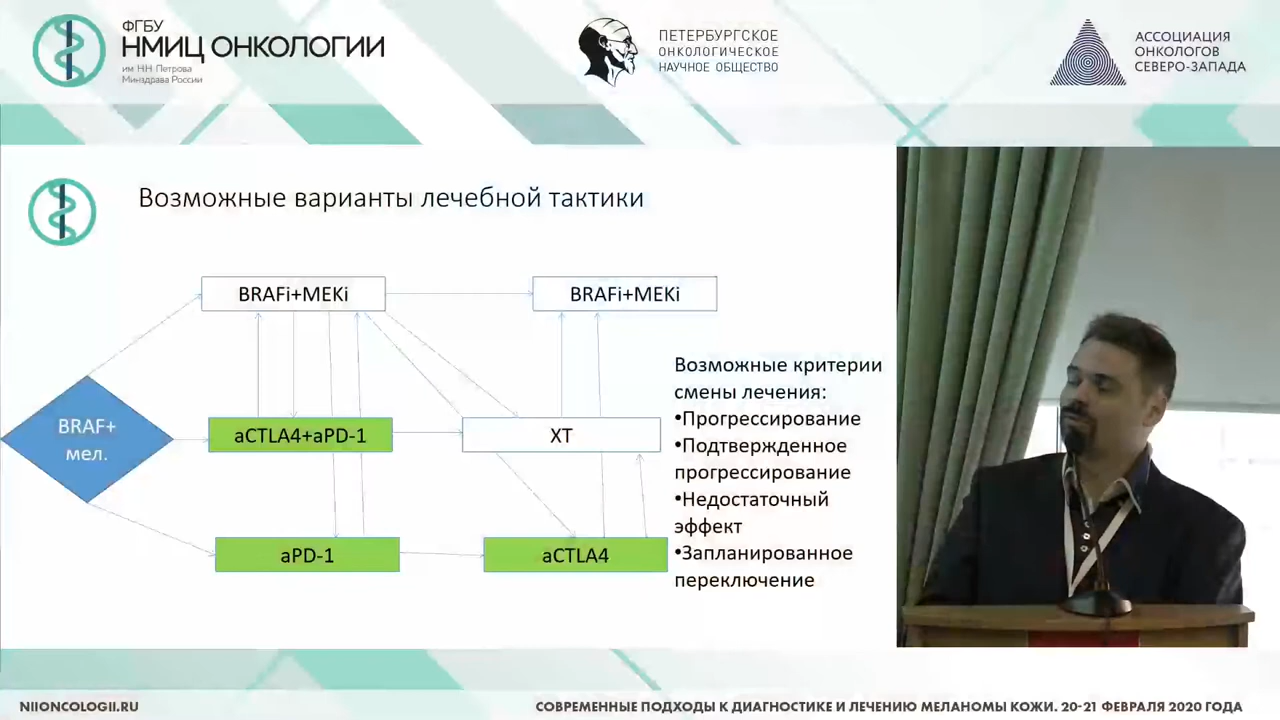 ФГБУ
НМИЦ ОНКОЛОГИИ
им Н.Н. Петрова
Минздрава России
ПЕТЕРБУРГСКОЕ
ОНКОЛОГИЧЕСКОЕ
НАУЧНОЕ ОБЩЕСТВО
АССОЦИАЦИЯ
ОНКОЛОГОВ
СЕВЕРО-ЗАПАДА
Возможные варианты лечебной тактики
BRAFi+MEKi
BRAFi+MEKi
BRAF+
мел.
aCTLA4+aPD-1
ХТ
aPD-1
aCTLA4
Возможные критерии
смены лечения:
•Прогрессирование
•Подтвержденное
прогрессирование
•Недостаточный
эффект
•Запланированное
переключение
NIIONCOLOGII.RU
СОВРЕМЕННЫЕ ПОДХОДЫ К ДИАГНОСТИКЕ И ЛЕЧЕНИЮ МЕЛАНОМЫ КОЖИ. 20-21 ФЕВРАЛЯ 2020 ГОДА